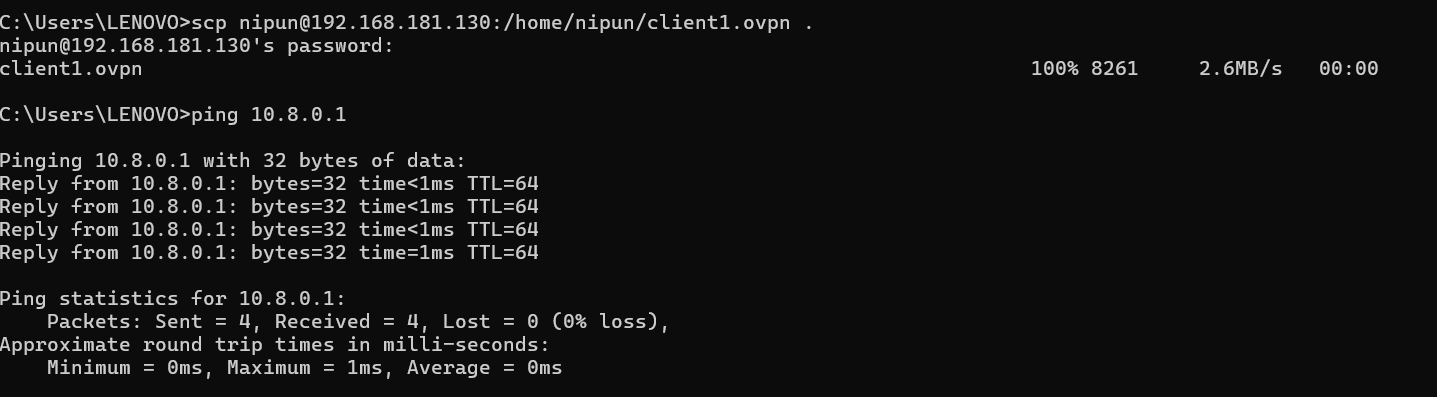 C:\Users\LENOVO>scp nipun@192.168.181.130:/home/nipun/client1.ovpn .
nipun@192.168.181.130's password:
client1.ovpn 100% 8261 2.6MB/s 00:00
C:\Users\LENOVO>ping 10.8.0.1
Pinging 10.8.0.1 with 32 bytes of data:
Reply from 10.8.0.1: bytes=32 time<1ms TTL=64
Reply from 10.8.0.1: bytes=32 time<1ms TTL=64
Reply from 10.8.0.1: bytes=32 time<1ms TTL=64
Reply from 10.8.0.1: bytes=32 time=1ms TTL=64
Ping statistics for 10.8.0.1:
    Packets: Sent = 4, Received = 4, Lost = 0 (0% loss),
Approximate round trip times in milli-seconds:
    Minimum = 0ms, Maximum = 1ms, Average = 0ms